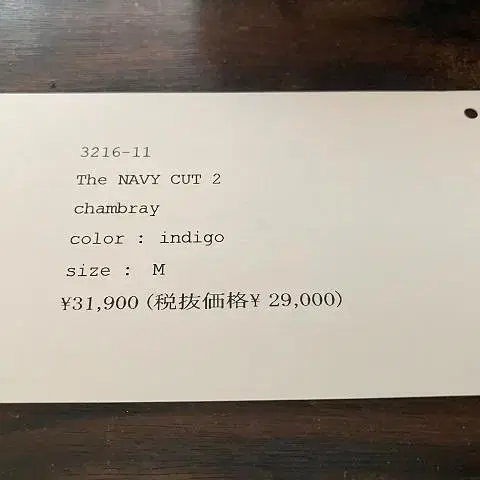 3216-11
The NAVY CUT 2
chambray
color : indigo
size : M
¥31,900 (税抜価格¥ 29,000)